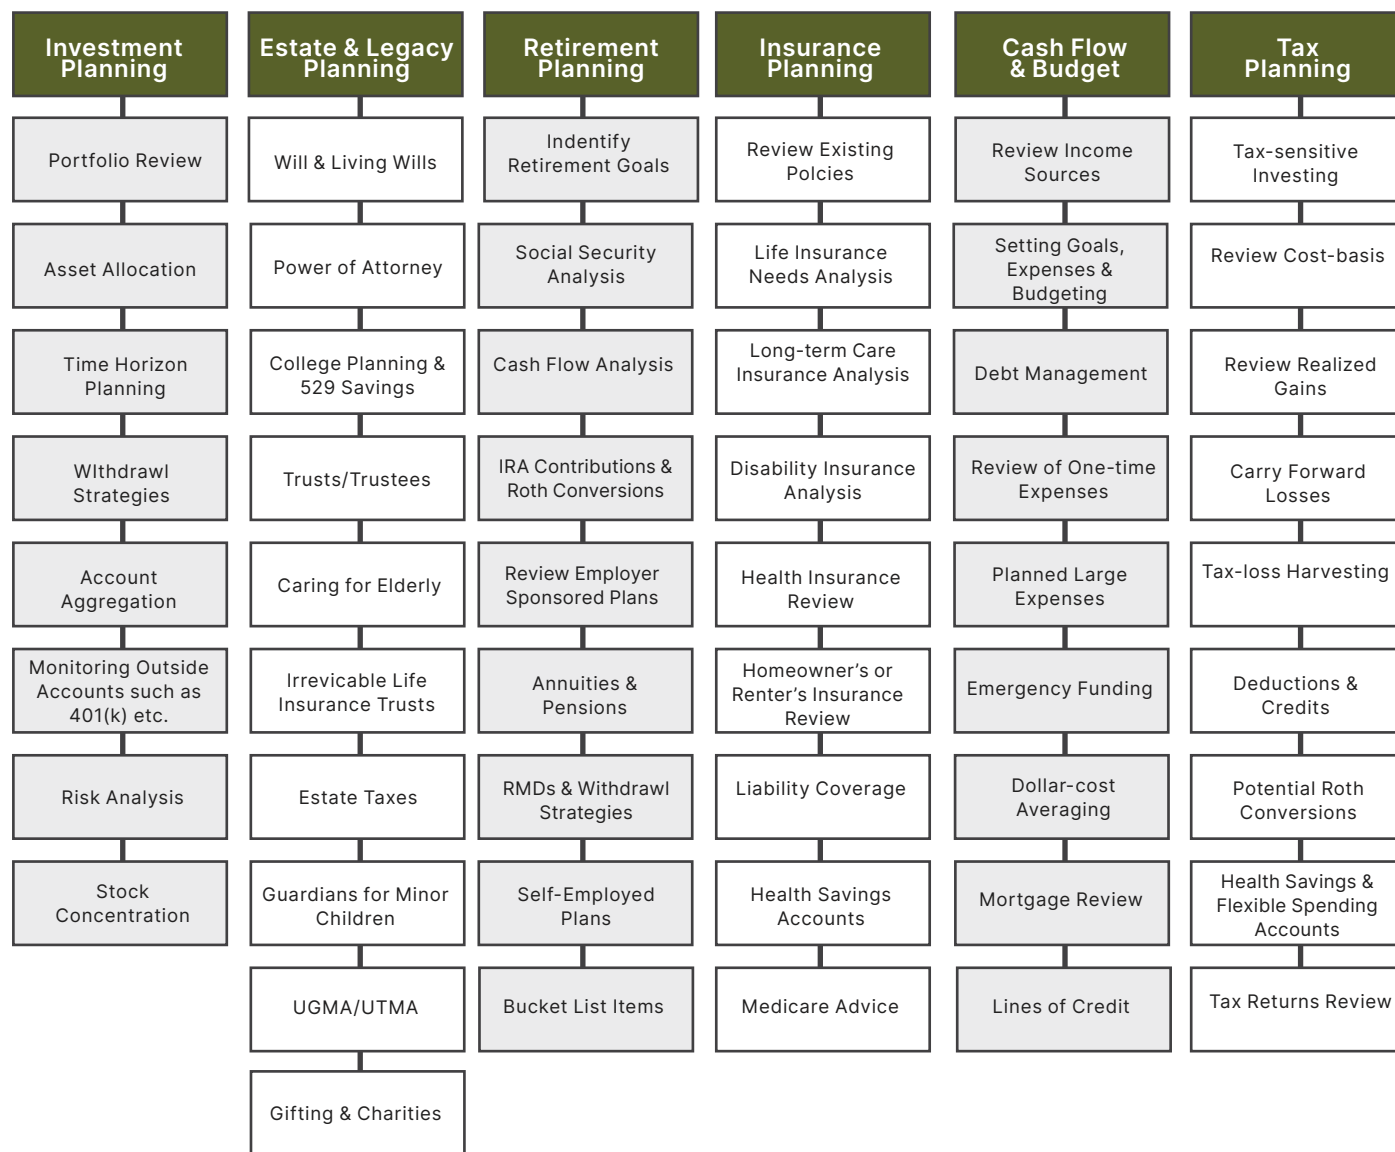 Investment
Planning
Portfolio Review
Asset Allocation
Time Horizon
Planning
WIthdrawl
Strategies
Account
Aggregation
Monitoring Outside
Accounts such as
401(k) etc.
Risk Analysis
Stock
Concentration
Estate & Legacy
Planning
Will & Living Wills
Power of Attorney
College Planning &
529 Savings
Trusts/Trustees
Caring for Elderly
Irrevicable Life
Insurance Trusts
Estate Taxes
Guardians for Minor
Children
UGMA/UTMA
Gifting & Charities
Retirement
Planning
Indentify
Retirement Goals
Social Security
Analysis
Cash Flow Analysis
IRA Contributions &
Roth Conversions
Review Employer
Sponsored Plans
Annuities &
Pensions
RMDs & Withdrawl
Strategies
Self-Employed
Plans
Bucket List Items
Insurance
Planning
Review Existing
Polcies
Life Insurance
Needs Analysis
Long-term Care
Insurance Analysis
Disability Insurance
Analysis
Health Insurance
Review
Homeowner’s or
Renter’s Insurance
Review
Liability Coverage
Health Savings
Accounts
Medicare Advice
Cash Flow
& Budget
Review Income
Sources
Setting Goals,
Expenses &
Budgeting
Debt Management
Review of One-time
Expenses
Planned Large
Expenses
Emergency Funding
Dollar-cost
Averaging
Mortgage Review
Lines of Credit
Tax
Planning
Tax-sensitive
Investing
Review Cost-basis
Review Realized
Gains
Carry Forward
Losses
Tax-loss Harvesting
Deductions &
Credits
Potential Roth
Conversions
Health Savings &
Flexible Spending
Accounts
Tax Returns Review